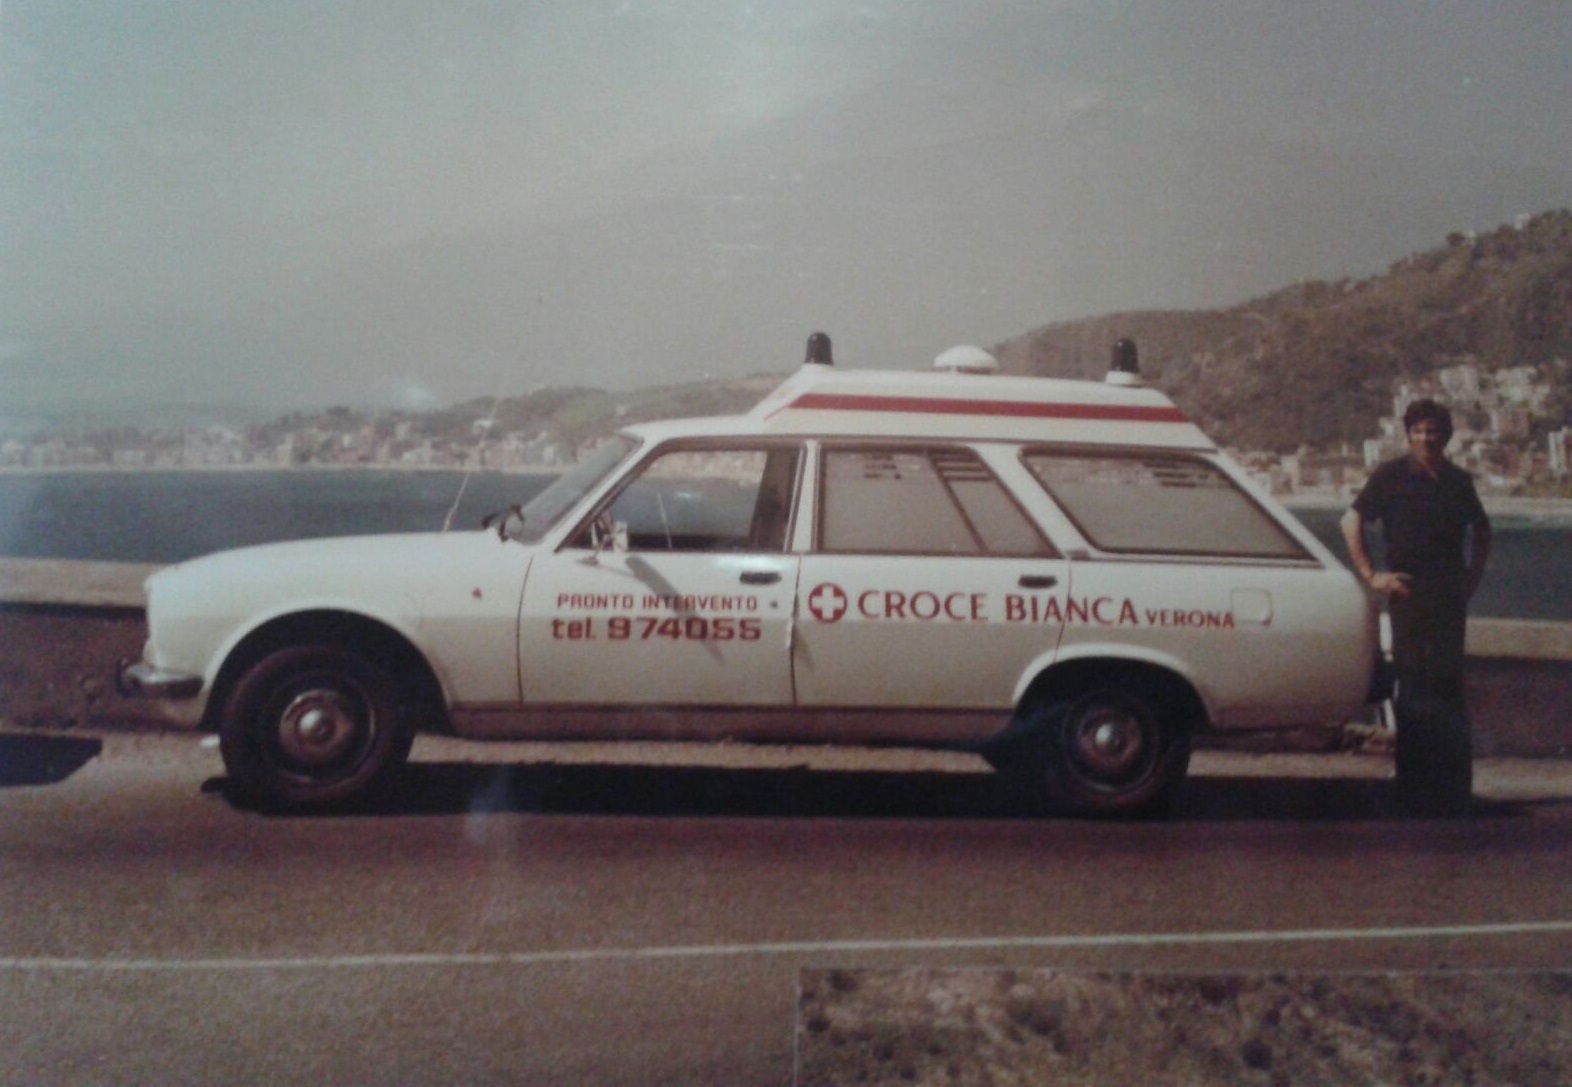 PRONTO INTERVENTO
tel. 974055
CROCE BIANCA VERONA